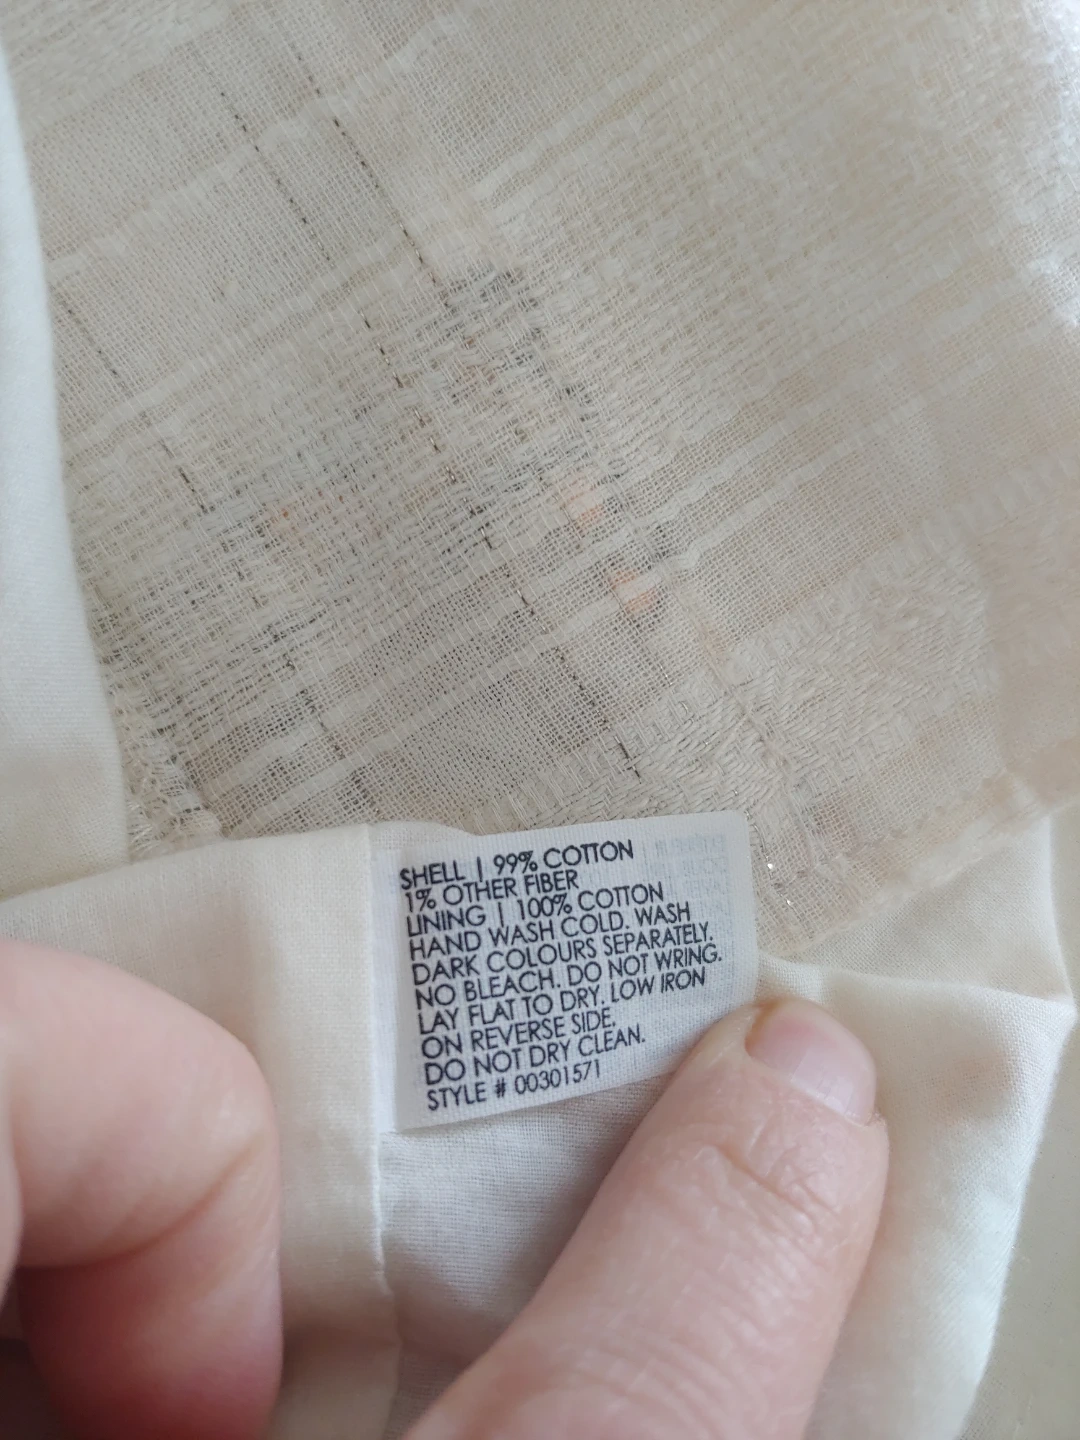 SHELL | 99% COTTON
1% OTHER FIBER
LINING | 100% COTTON
HAND WASH COLD. WASH
DARK COLOURS SEPARATELY.
NO BLEACH. DO NOT WRING.
LAY FLAT TO DRY. LOW IRON
ON REVERSE SIDE.
DO NOT DRY CLEAN.
STYLE # 00301571